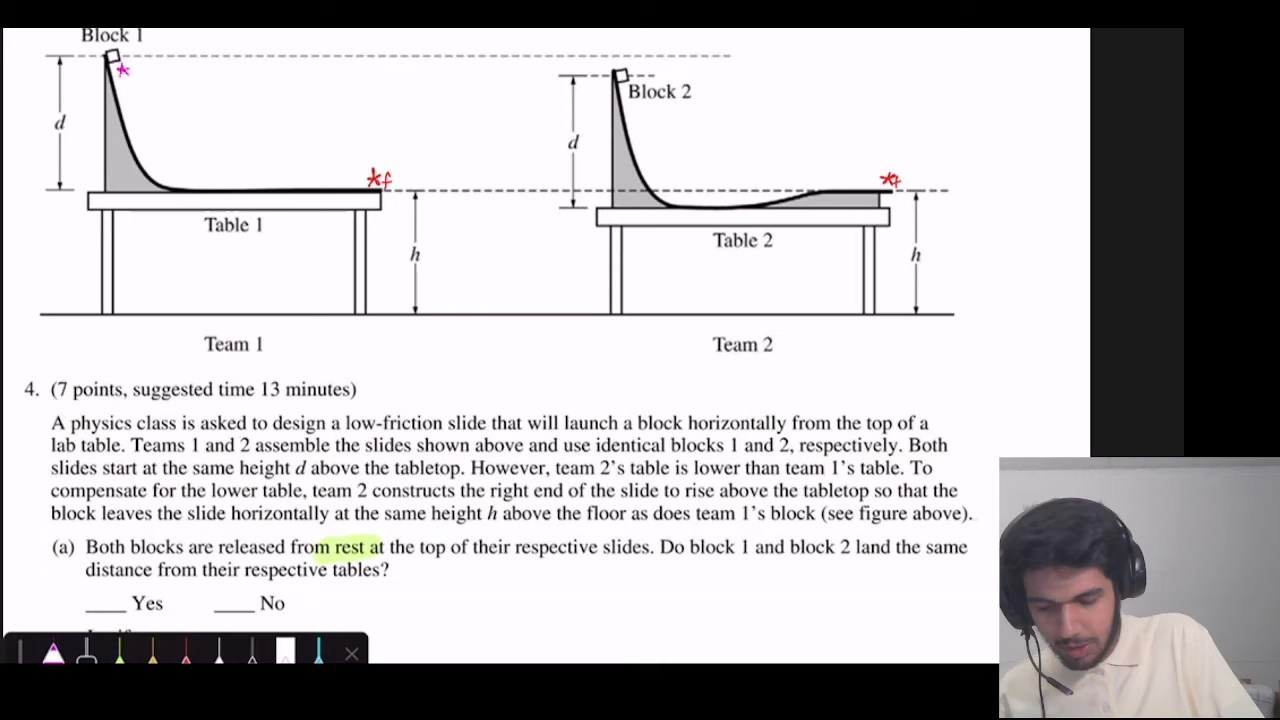 Block 1
d
*
*f
Table 1
h
Team 1
Block 2
d
*f
Table 2
h
Team 2
4. (7 points, suggested time 13 minutes)
A physics class is asked to design a low-friction slide that will launch a block horizontally from the top of a
lab table. Teams 1 and 2 assemble the slides shown above and use identical blocks 1 and 2, respectively. Both
slides start at the same height d above the tabletop. However, team 2's table is lower than team 1's table. To
compensate for the lower table, team 2 constructs the right end of the slide to rise above the tabletop so that the
block leaves the slide horizontally at the same height h above the floor as does team 1's block (see figure above).
(a) Both blocks are released from rest at the top of their respective slides. Do block 1 and block 2 land the same
distance from their respective tables?
____ Yes ____ No